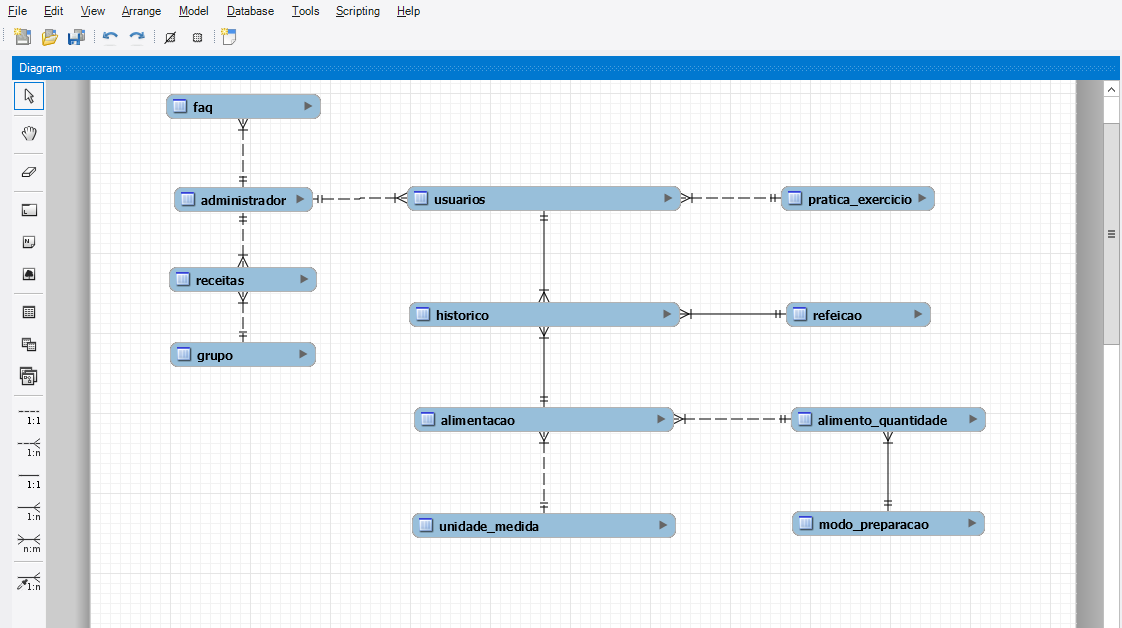 File Edit View Arrange Model Database Tools Scripting Help
Diagram
faq
administrador
usuarios
pratica_exercicio
receitas
historico
refeicao
grupo
alimentacao
alimento_quantidade
unidade_medida
modo_preparacao
1:1
1:n
1:1
1:n
n:m
1:n